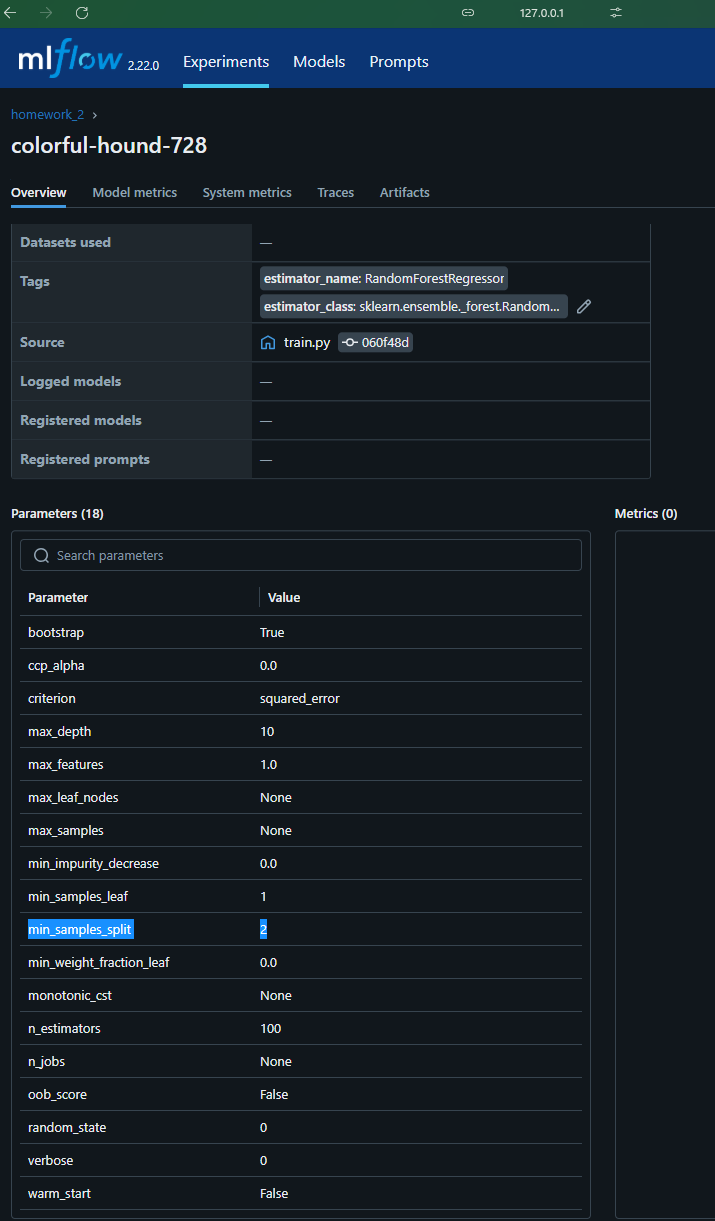 127.0.0.1
mlflow 2.22.0 Experiments Models Prompts
homework_2 ›
colorful-hound-728
Overview Model metrics System metrics Traces Artifacts
Datasets used —
Tags estimator_name: RandomForestRegressor
estimator_class: sklearn.ensemble._forest.Random...
Source train.py 060f48d
Logged models —
Registered models —
Registered prompts —
Parameters (18) Metrics (0)
Search parameters
Parameter Value
bootstrap True
ccp_alpha 0.0
criterion squared_error
max_depth 10
max_features 1.0
max_leaf_nodes None
max_samples None
min_impurity_decrease 0.0
min_samples_leaf 1
min_samples_split 2
min_weight_fraction_leaf 0.0
monotonic_cst None
n_estimators 100
n_jobs None
oob_score False
random_state 0
verbose 0
warm_start False